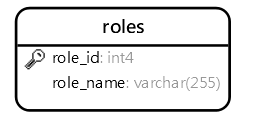 roles
role_id: int4
role_name: varchar(255)